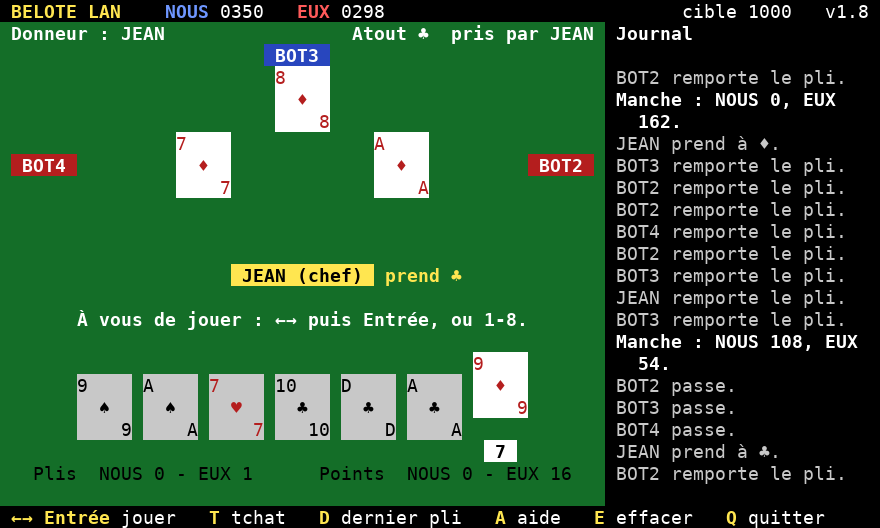 BELOTE LAN NOUS 0350 EUX 0298 cible 1000 v1.8
Donneur : JEAN Atout ♣ pris par JEAN
BOT3
8
♦
8
BOT4
7
♦
7
A
♦
A
BOT2
JEAN (chef) prend ♣
À vous de jouer : ←→ puis Entrée, ou 1-8.
9 A 7 10 D A 9
♠ ♠ ♥ ♣ ♣ ♣ ♦
9 A 7 10 D A 9
7
Plis NOUS 0 - EUX 1 Points NOUS 0 - EUX 16
Journal
BOT2 remporte le pli.
Manche : NOUS 0, EUX
162.
JEAN prend à ♦.
BOT3 remporte le pli.
BOT2 remporte le pli.
BOT2 remporte le pli.
BOT4 remporte le pli.
BOT2 remporte le pli.
BOT3 remporte le pli.
JEAN remporte le pli.
BOT3 remporte le pli.
Manche : NOUS 108, EUX
54.
BOT2 passe.
BOT3 passe.
BOT4 passe.
JEAN prend à ♣.
BOT2 remporte le pli.
←→ Entrée jouer T tchat D dernier pli A aide E effacer Q quitter